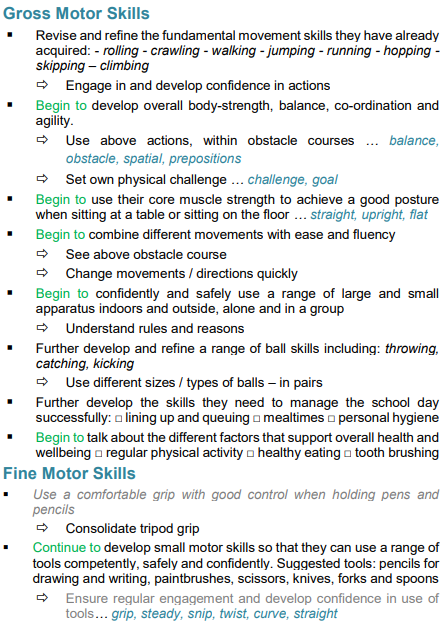 Gross Motor Skills
▪ Revise and refine the fundamental movement skills they have already
acquired: - rolling - crawling - walking - jumping - running - hopping -
skipping – climbing
⇨ Engage in and develop confidence in actions
▪ Begin to develop overall body-strength, balance, co-ordination and
agility.
⇨ Use above actions, within obstacle courses … balance,
obstacle, spatial, prepositions
⇨ Set own physical challenge … challenge, goal
▪ Begin to use their core muscle strength to achieve a good posture
when sitting at a table or sitting on the floor … straight, upright, flat
▪ Begin to combine different movements with ease and fluency
⇨ See above obstacle course
⇨ Change movements / directions quickly
▪ Begin to confidently and safely use a range of large and small
apparatus indoors and outside, alone and in a group
⇨ Understand rules and reasons
▪ Further develop and refine a range of ball skills including: throwing,
catching, kicking
⇨ Use different sizes / types of balls – in pairs
▪ Further develop the skills they need to manage the school day
successfully: □ lining up and queuing □ mealtimes □ personal hygiene
▪ Begin to talk about the different factors that support overall health and
wellbeing □ regular physical activity □ healthy eating □ tooth brushing
Fine Motor Skills
▪ Use a comfortable grip with good control when holding pens and
pencils
⇨ Consolidate tripod grip
▪ Continue to develop small motor skills so that they can use a range of
tools competently, safely and confidently. Suggested tools: pencils for
drawing and writing, paintbrushes, scissors, knives, forks and spoons
⇨ Ensure regular engagement and develop confidence in use of
tools… grip, steady, snip, twist, curve, straight